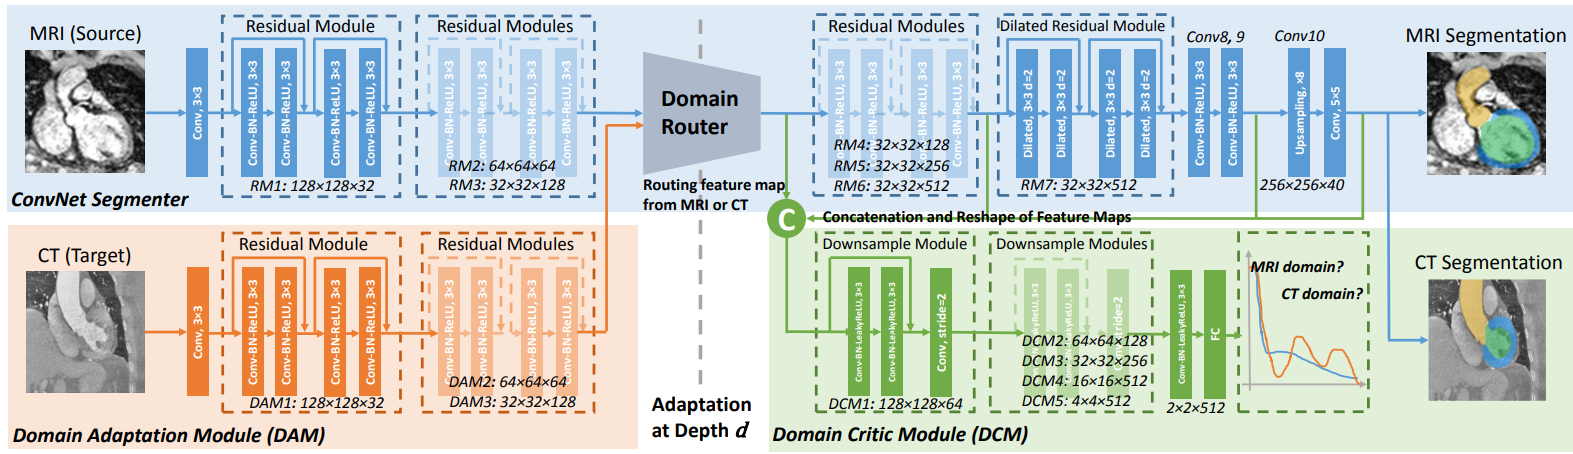 MRI (Source)
Conv, 3×3
Residual Module
Conv-BN-ReLU, 3×3
Conv-BN-ReLU, 3×3
Conv-BN-ReLU, 3×3
Conv-BN-ReLU, 3×3
RM1: 128×128×32
Residual Modules
Conv-BN-ReLU, 3×3
Conv-BN-ReLU, 3×3
Conv-BN-ReLU, 3×3
Conv-BN-ReLU, 3×3
RM2: 64×64×64
RM3: 32×32×128
ConvNet Segmenter
Domain
Router
Routing feature map
from MRI or CT
Residual Modules
Conv-BN-ReLU, 3×3
Conv-BN-ReLU, 3×3
Conv-BN-ReLU, 3×3
Conv-BN-ReLU, 3×3
RM4: 32×32×128
RM5: 32×32×256
RM6: 32×32×512
Dilated Residual Module
Dilated, 3×3 d=2
Dilated, 3×3 d=2
Dilated, 3×3 d=2
Dilated, 3×3 d=2
RM7: 32×32×512
Conv8, 9
Conv-BN-ReLU, 3×3
Conv-BN-ReLU, 3×3
Conv10
Upsampling, ×8
Conv, 5×5
256×256×40
MRI Segmentation
C
Concatenation and Reshape of Feature Maps
CT (Target)
Conv, 3×3
Residual Module
Conv-BN-ReLU, 3×3
Conv-BN-ReLU, 3×3
Conv-BN-ReLU, 3×3
Conv-BN-ReLU, 3×3
DAM1: 128×128×32
Residual Modules
Conv-BN-ReLU, 3×3
Conv-BN-ReLU, 3×3
Conv-BN-ReLU, 3×3
Conv-BN-ReLU, 3×3
DAM2: 64×64×64
DAM3: 32×32×128
Domain Adaptation Module (DAM)
Adaptation
at Depth d
Downsample Module
Conv-BN-LeakyReLU, 3×3
Conv-BN-LeakyReLU, 3×3
Conv, stride=2
DCM1: 128×128×64
Downsample Modules
Conv-BN-LeakyReLU, 3×3
Conv-BN-LeakyReLU, 3×3
Conv, stride=2
DCM2: 64×64×128
DCM3: 32×32×256
DCM4: 16×16×512
DCM5: 4×4×512
Conv-BN-LeakyReLU, 3×3
FC
2×2×512
MRI domain?
CT domain?
Domain Critic Module (DCM)
CT Segmentation